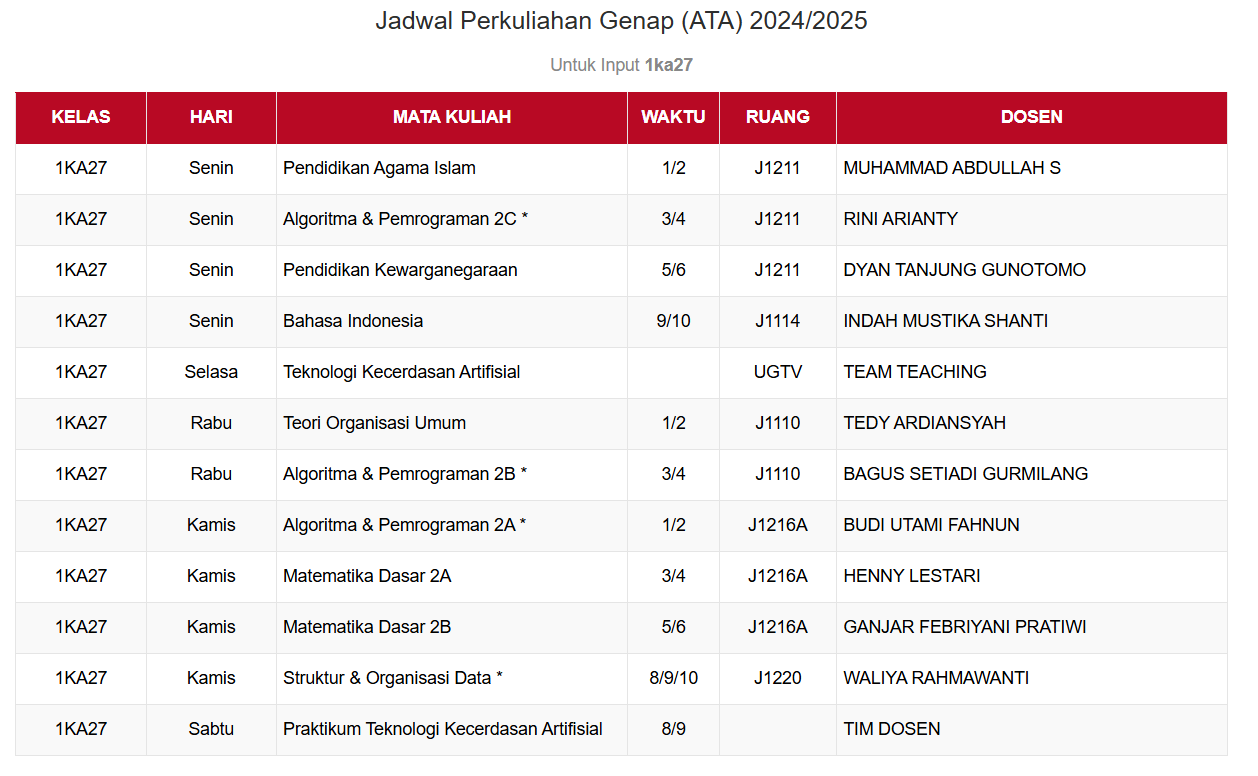 Jadwal Perkuliahan Genap (ATA) 2024/2025
Untuk Input 1ka27
KELAS HARI MATA KULIAH WAKTU RUANG DOSEN
1KA27 Senin Pendidikan Agama Islam 1/2 J1211 MUHAMMAD ABDULLAH S
1KA27 Senin Algoritma & Pemrograman 2C * 3/4 J1211 RINI ARIANTY
1KA27 Senin Pendidikan Kewarganegaraan 5/6 J1211 DYAN TANJUNG GUNOTOMO
1KA27 Senin Bahasa Indonesia 9/10 J1114 INDAH MUSTIKA SHANTI
1KA27 Selasa Teknologi Kecerdasan Artifisial UGTV TEAM TEACHING
1KA27 Rabu Teori Organisasi Umum 1/2 J1110 TEDY ARDIANSYAH
1KA27 Rabu Algoritma & Pemrograman 2B * 3/4 J1110 BAGUS SETIADI GURMILANG
1KA27 Kamis Algoritma & Pemrograman 2A * 1/2 J1216A BUDI UTAMI FAHNUN
1KA27 Kamis Matematika Dasar 2A 3/4 J1216A HENNY LESTARI
1KA27 Kamis Matematika Dasar 2B 5/6 J1216A GANJAR FEBRIYANI PRATIWI
1KA27 Kamis Struktur & Organisasi Data * 8/9/10 J1220 WALIYA RAHMAWANTI
1KA27 Sabtu Praktikum Teknologi Kecerdasan Artifisial 8/9 TIM DOSEN